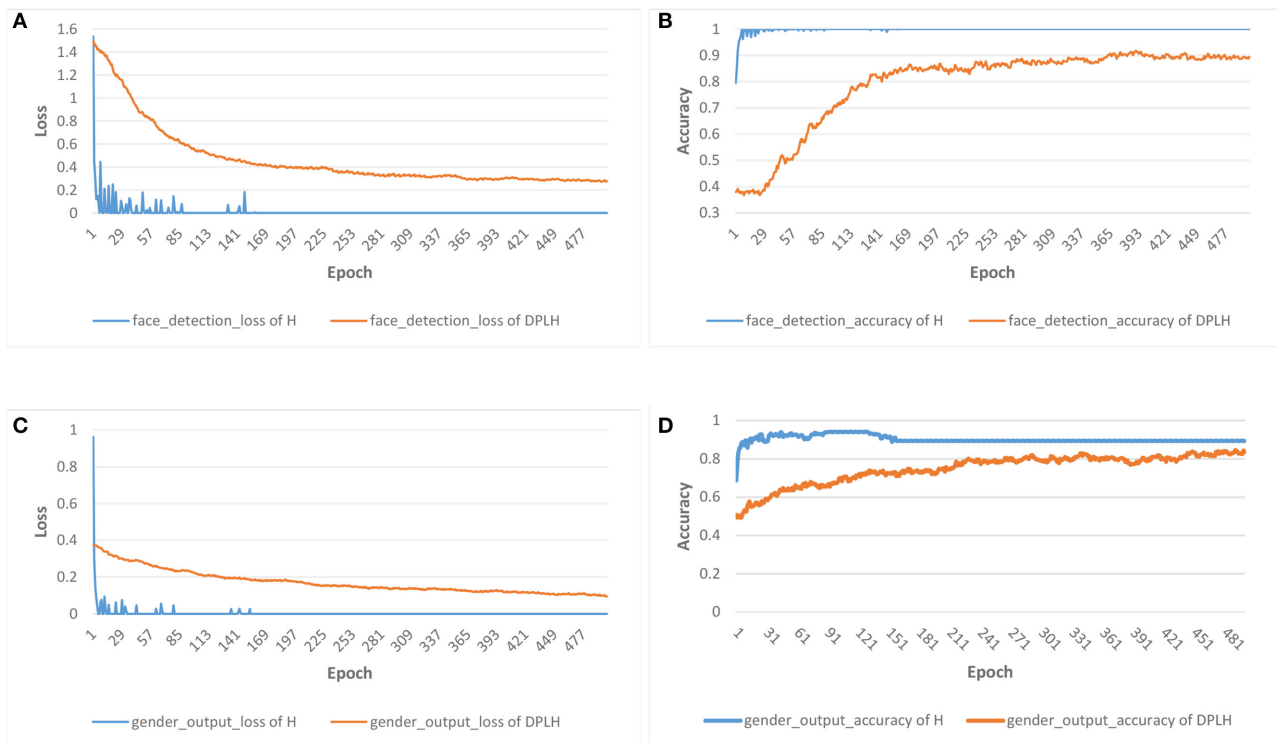 A
1.6
1.4
1.2
1
0.8
0.6
0.4
0.2
0
Loss
1 29 57 85 113 141 169 197 225 253 281 309 337 365 393 421 449 477
Epoch
face_detection_loss of H face_detection_loss of DPLH
B
1
0.9
0.8
0.7
0.6
0.5
0.4
0.3
Accuracy
1 29 57 85 113 141 169 197 225 253 281 309 337 365 393 421 449 477
Epoch
face_detection_accuracy of H face_detection_accuracy of DPLH
C
1
0.8
0.6
0.4
0.2
0
Loss
1 29 57 85 113 141 169 197 225 253 281 309 337 365 393 421 449 477
Epoch
gender_output_loss of H gender_output_loss of DPLH
D
1
0.8
0.6
0.4
0.2
0
Accuracy
1 31 61 91 121 151 181 211 241 271 301 331 361 391 421 451 481
Epoch
gender_output_accuracy of H gender_output_accuracy of DPLH